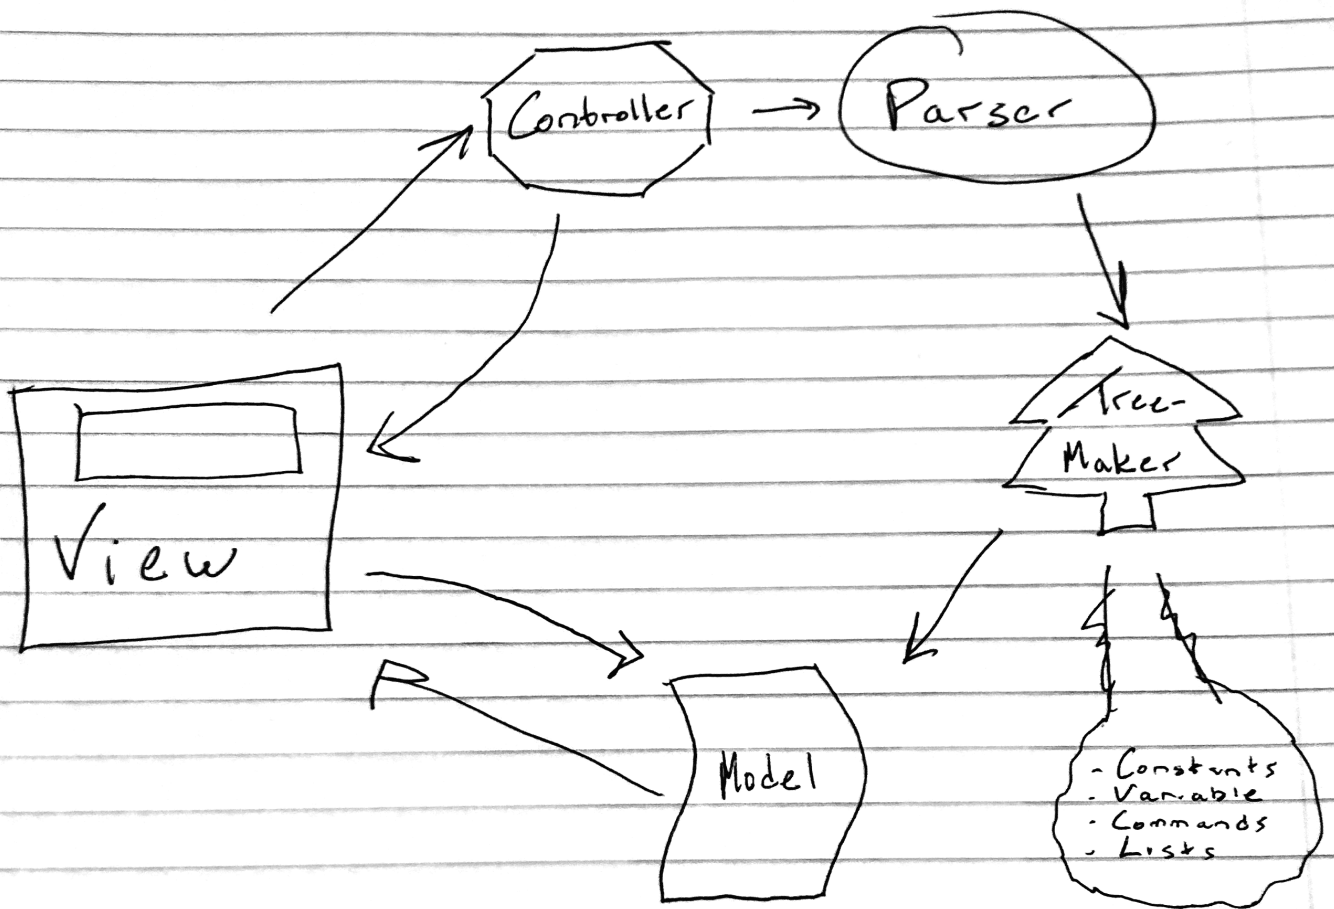 Controller
Parser
Tree-
Maker
View
Model
- Constants
- Variable
- Commands
- Lists